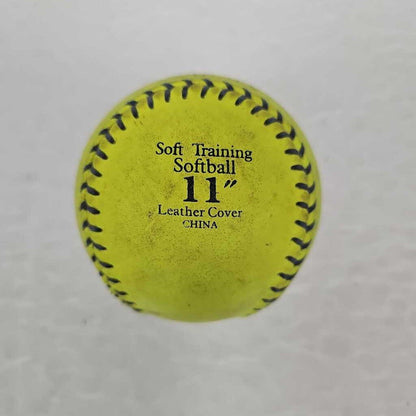 Soft Training
Softball
11"
Leather Cover
CHINA